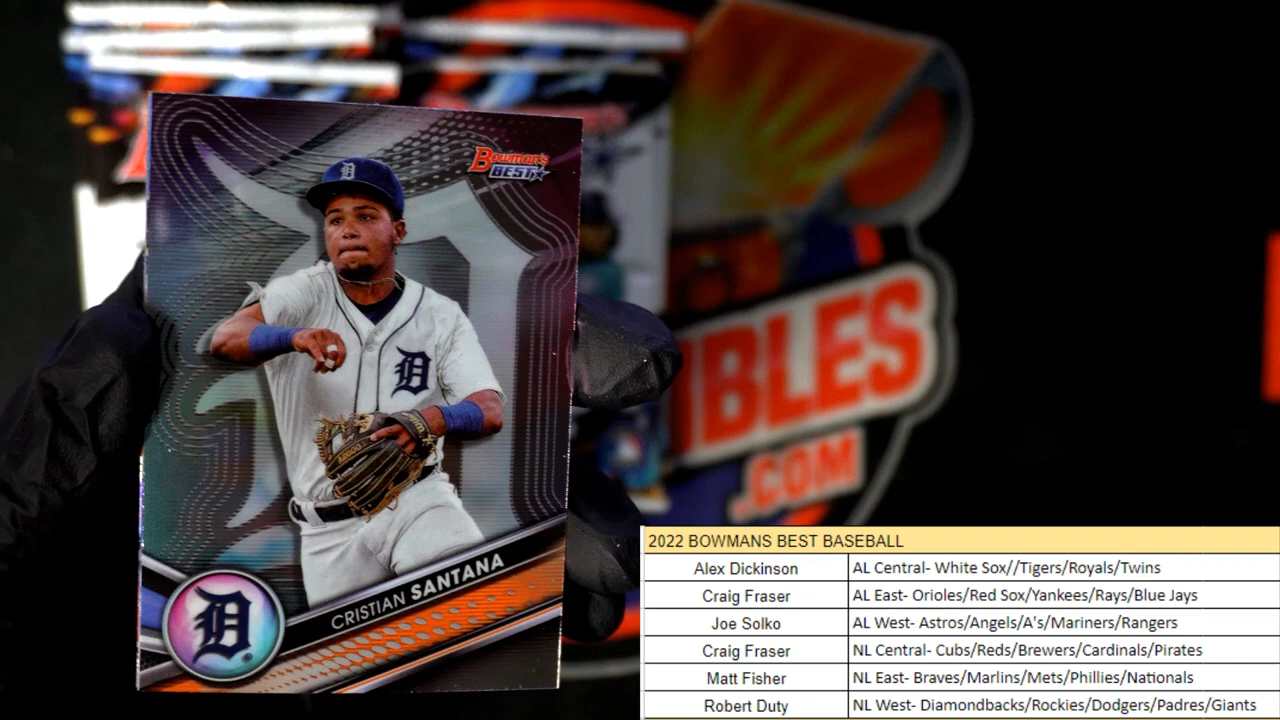 Bowman's
BEST
D
D
CRISTIAN SANTANA
D
IBLES
.COM
2022 BOWMANS BEST BASEBALL
Alex Dickinson AL Central- White Sox//Tigers/Royals/Twins
Craig Fraser AL East- Orioles/Red Sox/Yankees/Rays/Blue Jays
Joe Solko AL West- Astros/Angels/A's/Mariners/Rangers
Craig Fraser NL Central- Cubs/Reds/Brewers/Cardinals/Pirates
Matt Fisher NL East- Braves/Marlins/Mets/Phillies/Nationals
Robert Duty NL West- Diamondbacks/Rockies/Dodgers/Padres/Giants